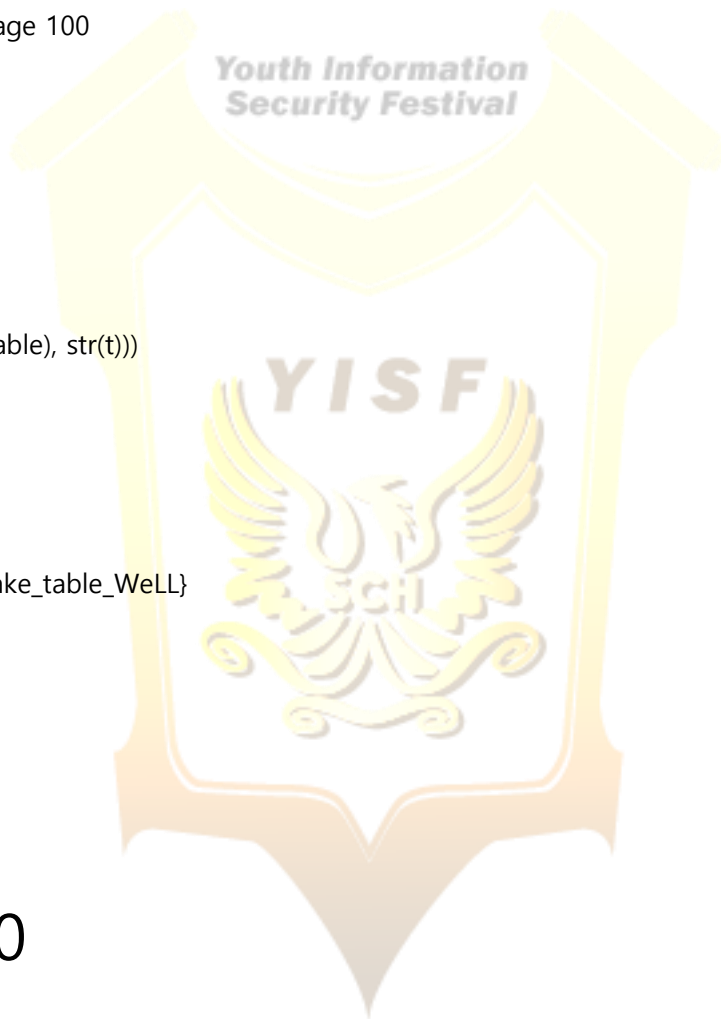 age 100
Youth Information
Security Festival
able), str(t)))
YISF
ake_table_WeLL}
SCH
0